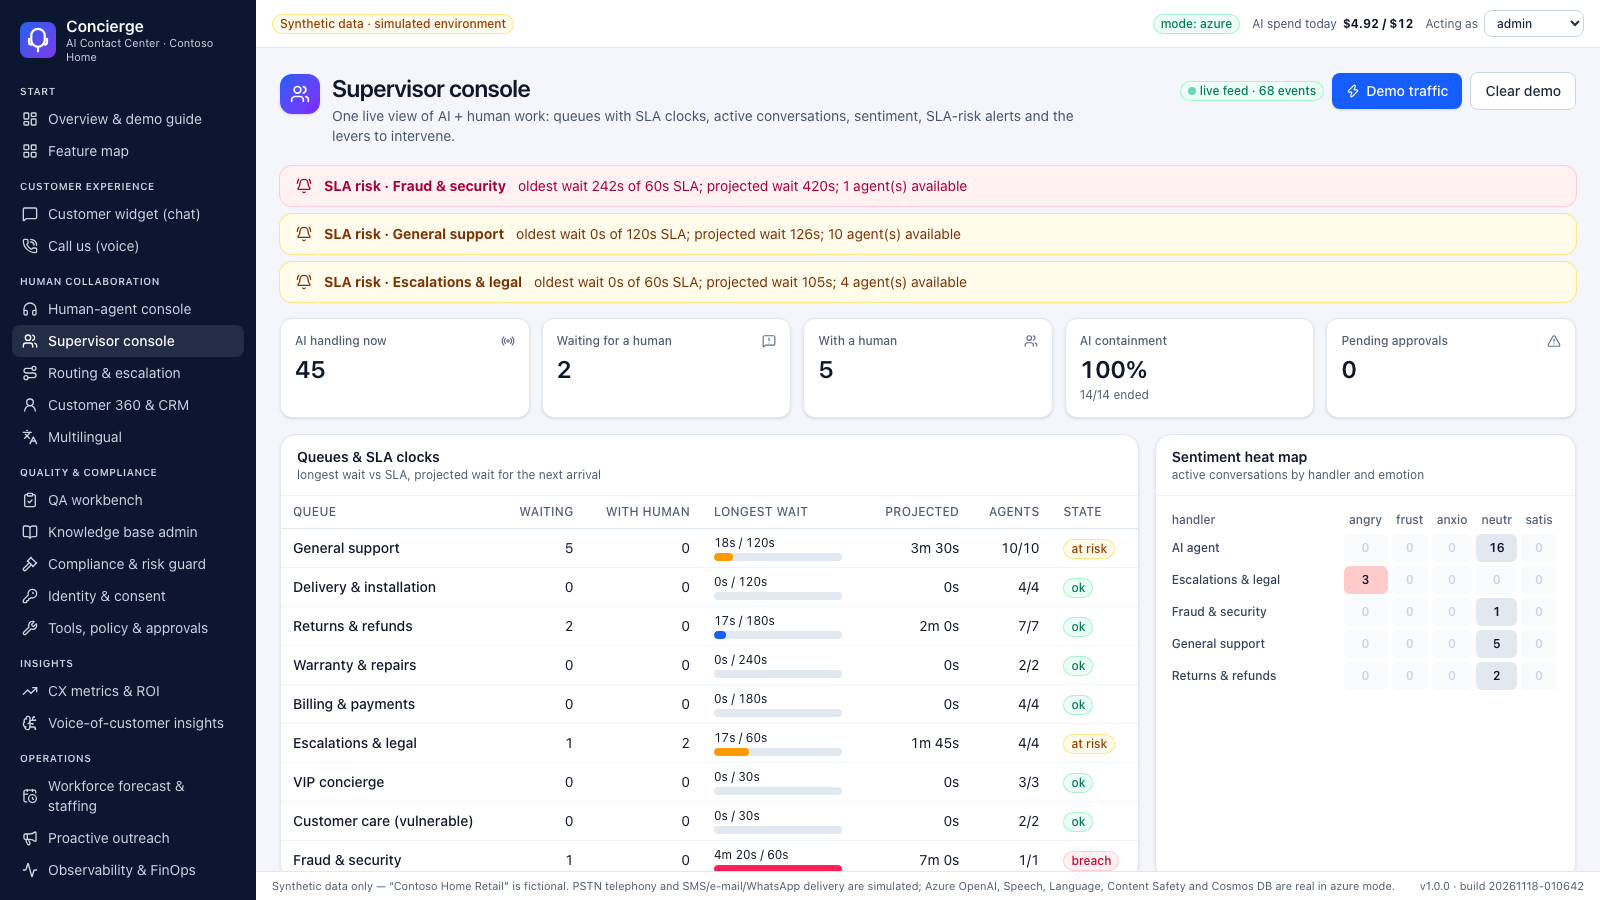 Concierge
AI Contact Center · Contoso
Home
START
Overview & demo guide
Feature map
CUSTOMER EXPERIENCE
Customer widget (chat)
Call us (voice)
HUMAN COLLABORATION
Human-agent console
Supervisor console
Routing & escalation
Customer 360 & CRM
Multilingual
QUALITY & COMPLIANCE
QA workbench
Knowledge base admin
Compliance & risk guard
Identity & consent
Tools, policy & approvals
INSIGHTS
CX metrics & ROI
Voice-of-customer insights
OPERATIONS
Workforce forecast &
staffing
Proactive outreach
Observability & FinOps
Synthetic data · simulated environment
mode: azure AI spend today $4.92 / $12 Acting as admin
Supervisor console
One live view of AI + human work: queues with SLA clocks, active conversations, sentiment, SLA-risk alerts and the
levers to intervene.
live feed · 68 events Demo traffic Clear demo
SLA risk · Fraud & security oldest wait 242s of 60s SLA; projected wait 420s; 1 agent(s) available
SLA risk · General support oldest wait 0s of 120s SLA; projected wait 126s; 10 agent(s) available
SLA risk · Escalations & legal oldest wait 0s of 60s SLA; projected wait 105s; 4 agent(s) available
AI handling now
45
Waiting for a human
2
With a human
5
AI containment
100%
14/14 ended
Pending approvals
0
Queues & SLA clocks
longest wait vs SLA, projected wait for the next arrival
QUEUE WAITING WITH HUMAN LONGEST WAIT PROJECTED AGENTS STATE
General support 5 0 18s / 120s 3m 30s 10/10 at risk
Delivery & installation 0 0 0s / 120s 0s 4/4 ok
Returns & refunds 2 0 17s / 180s 2m 0s 7/7 ok
Warranty & repairs 0 0 0s / 240s 0s 2/2 ok
Billing & payments 0 0 0s / 180s 0s 4/4 ok
Escalations & legal 1 2 17s / 60s 1m 45s 4/4 at risk
VIP concierge 0 0 0s / 30s 0s 3/3 ok
Customer care (vulnerable) 0 0 0s / 30s 0s 2/2 ok
Fraud & security 1 0 4m 20s / 60s 7m 0s 1/1 breach
Sentiment heat map
active conversations by handler and emotion
handler angry frust anxio neutr satis
AI agent 0 0 0 16 0
Escalations & legal 3 0 0 0 0
Fraud & security 0 0 0 1 0
General support 0 0 0 5 0
Returns & refunds 0 0 0 2 0
Synthetic data only — “Contoso Home Retail” is fictional. PSTN telephony and SMS/e-mail/WhatsApp delivery are simulated; Azure OpenAI, Speech, Language, Content Safety and Cosmos DB are real in azure mode. v1.0.0 · build 20261118-010642